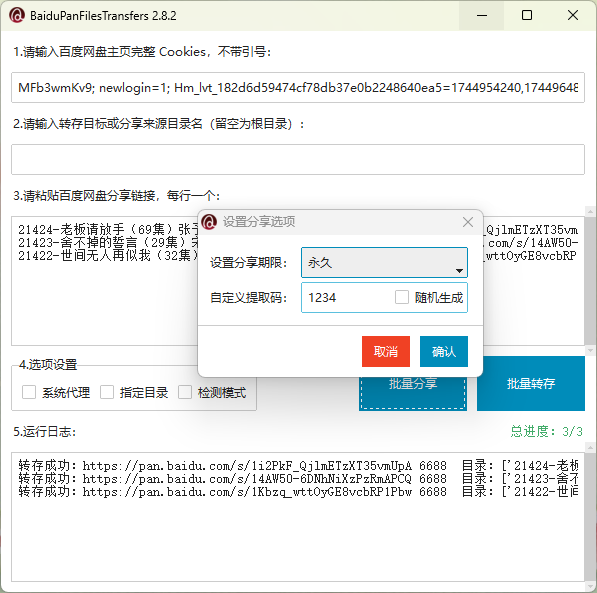 BaiduPanFilesTransfers 2.8.2
1.请输入百度网盘主页完整 Cookies，不带引号：
MFb3wmKv9; newlogin=1; Hm_lvt_182d6d59474cf78db37e0b2248640ea5=1744954240,17449648
2.请输入转存目标或分享来源目录名（留空为根目录）：
3.请粘贴百度网盘分享链接，每行一个：
21424-老板请放手（69集）张子 _QjlmETzXT35vm
21423-舍不掉的誓言（29集）宋 .com/s/14AW5O-
21422-世间无人再似我（32集） _wttOyGE8vcbRP
设置分享选项
设置分享期限： 永久
自定义提取码： 1234 随机生成
取消 确认
4.选项设置
系统代理 指定目录 检测模式
批量分享 批量转存
5.运行日志： 总进度：3/3
转存成功：https://pan.baidu.com/s/1i2PkF_QjlmETzXT35vmUpA 6688 目录：['21424-老板
转存成功：https://pan.baidu.com/s/14AW5O-6DNhNiXzPzRmAPCQ 6688 目录：['21423-舍不
转存成功：https://pan.baidu.com/s/1Kbzq_wttOyGE8vcbRP1Pbw 6688 目录：['21422-世间